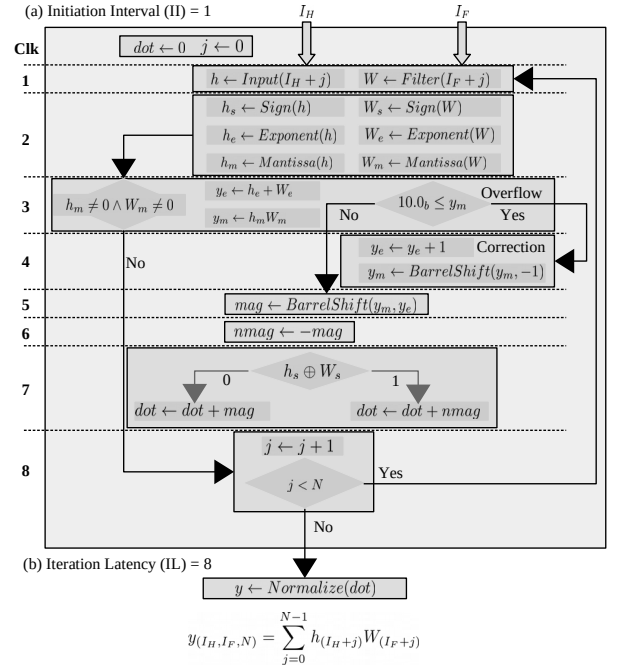 (a) Initiation Interval (II) = 1
I_H I_F
Clk
dot ← 0 j ← 0
1
h ← Input(I_H + j) W ← Filter(I_F + j)
2
h_s ← Sign(h) W_s ← Sign(W)
h_e ← Exponent(h) W_e ← Exponent(W)
h_m ← Mantissa(h) W_m ← Mantissa(W)
3
h_m ≠ 0 ∧ W_m ≠ 0
y_e ← h_e + W_e
y_m ← h_m W_m
10.0_b ≤ y_m
Overflow
No Yes
4
No
y_e ← y_e + 1 Correction
y_m ← BarrelShift(y_m, −1)
5
mag ← BarrelShift(y_m, y_e)
6
nmag ← −mag
7
h_s ⊕ W_s
0 1
dot ← dot + mag dot ← dot + nmag
8
j ← j + 1
j < N
Yes
No
(b) Iteration Latency (IL) = 8
y ← Normalize(dot)
y_{(I_H,I_F,N)} = ∑_{j=0}^{N−1} h_{(I_H+j)} W_{(I_F+j)}